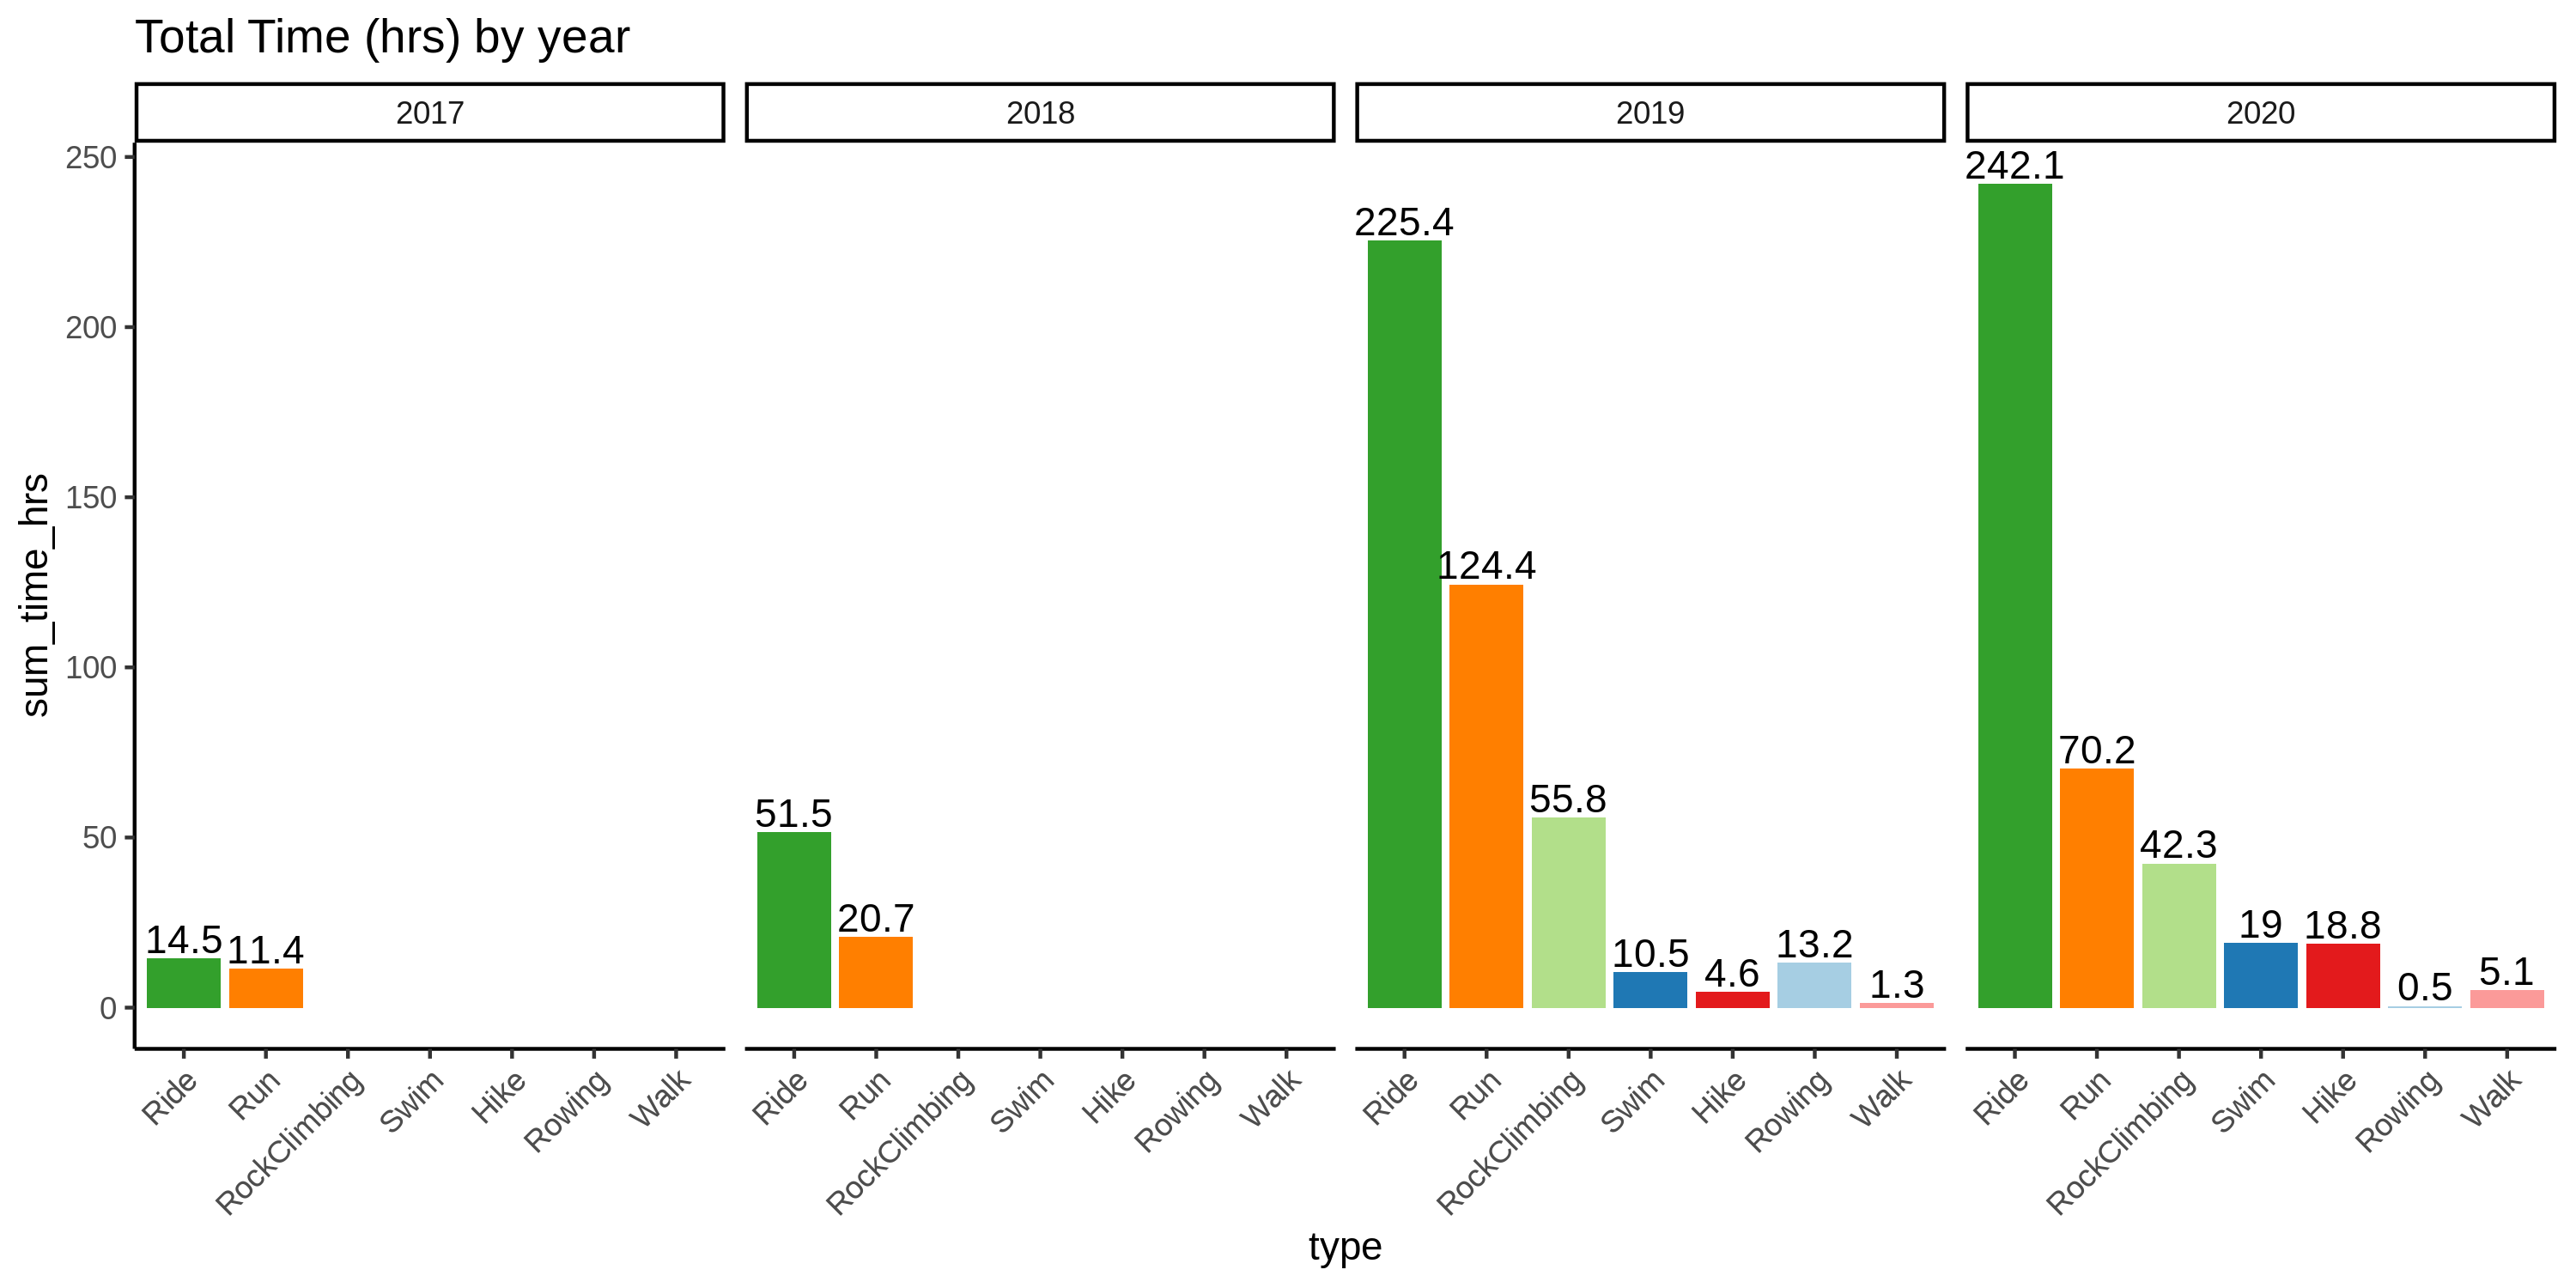 Total Time (hrs) by year
2017 2018 2019 2020
250
200
150
100
50
0
sum_time_hrs
14.5 11.4
51.5 20.7
225.4 124.4 55.8 10.5 4.6 13.2 1.3
242.1 70.2 42.3 19 18.8 0.5 5.1
Ride Run RockClimbing Swim Hike Rowing Walk
Ride Run RockClimbing Swim Hike Rowing Walk
Ride Run RockClimbing Swim Hike Rowing Walk
Ride Run RockClimbing Swim Hike Rowing Walk
type